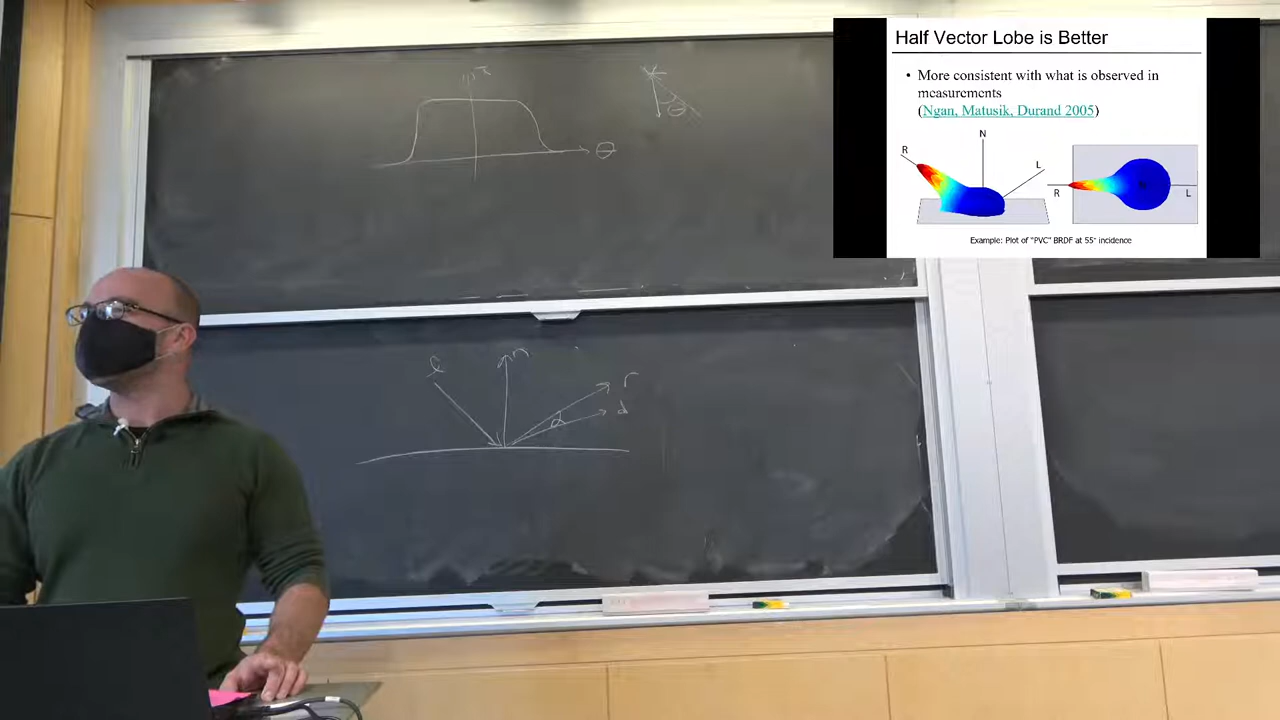 Half Vector Lobe is Better
• More consistent with what is observed in
measurements
(Ngan, Matusik, Durand 2005)
N
R
L
R
L
Example: Plot of "PVC" BRDF at 55° incidence
θ
θ
l
n
r
d
α